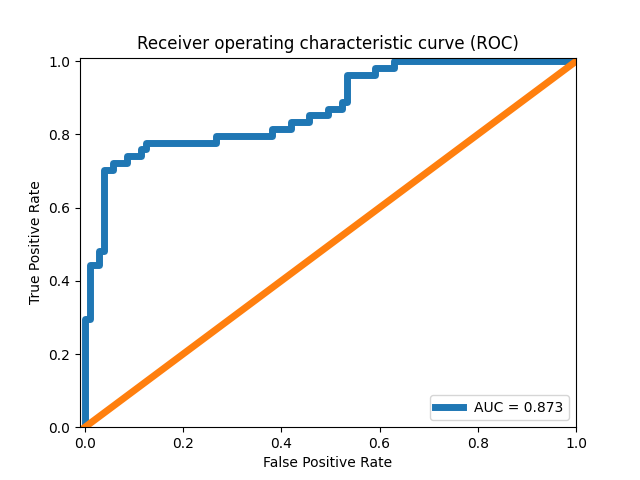 Receiver operating characteristic curve (ROC)
1.0
0.8
0.6
0.4
0.2
0.0
True Positive Rate
AUC = 0.873
0.0 0.2 0.4 0.6 0.8 1.0
False Positive Rate